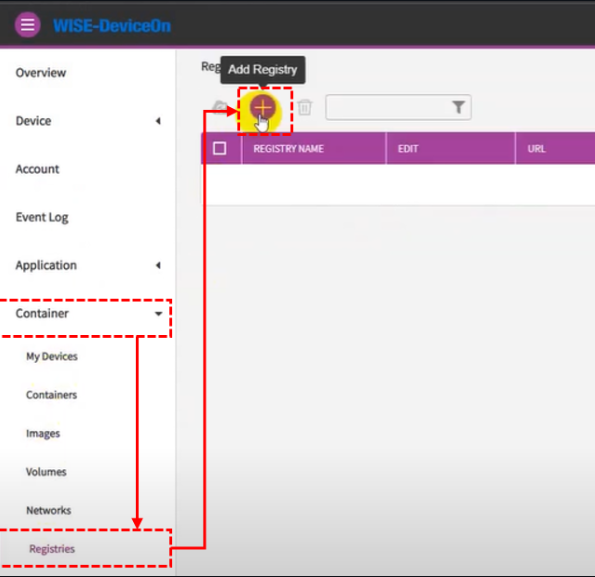 WISE-DeviceOn
Overview
Device
Account
Event Log
Application
Container
My Devices
Containers
Images
Volumes
Networks
Registries
Reg
Add Registry
REGISTRY NAME
EDIT
URL